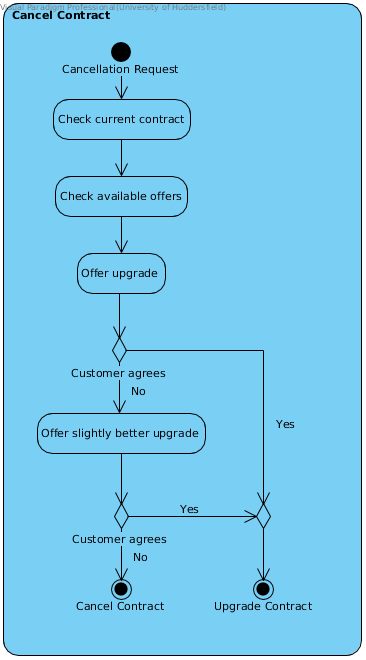 Visual Paradigm Professional(University of Huddersfield)
Cancel Contract
Cancellation Request
Check current contract
Check available offers
Offer upgrade
Customer agrees
No
Yes
Offer slightly better upgrade
Yes
Customer agrees
No
Cancel Contract
Upgrade Contract